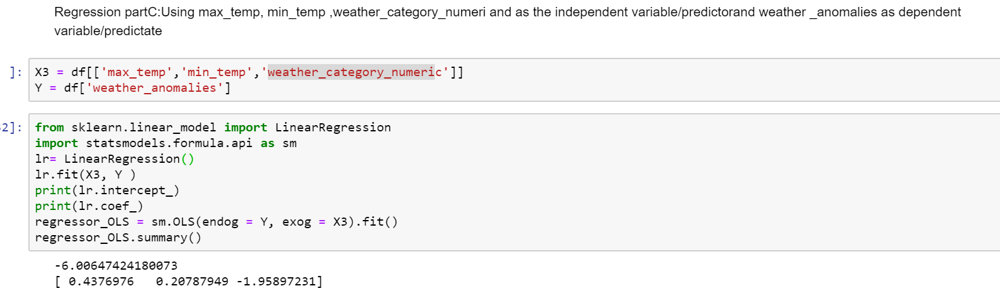 Regression partC:Using max_temp, min_temp ,weather_category_numeri and as the independent variable/predictorand weather _anomalies as dependent
variable/predictate
]: X3 = df[['max_temp','min_temp','weather_category_numeric']]
Y = df['weather_anomalies']
2]: from sklearn.linear_model import LinearRegression
import statsmodels.formula.api as sm
lr= LinearRegression()
lr.fit(X3, Y )
print(lr.intercept_)
print(lr.coef_)
regressor_OLS = sm.OLS(endog = Y, exog = X3).fit()
regressor_OLS.summary()
-6.00647424180073
[ 0.4376976   0.20787949 -1.95897231]